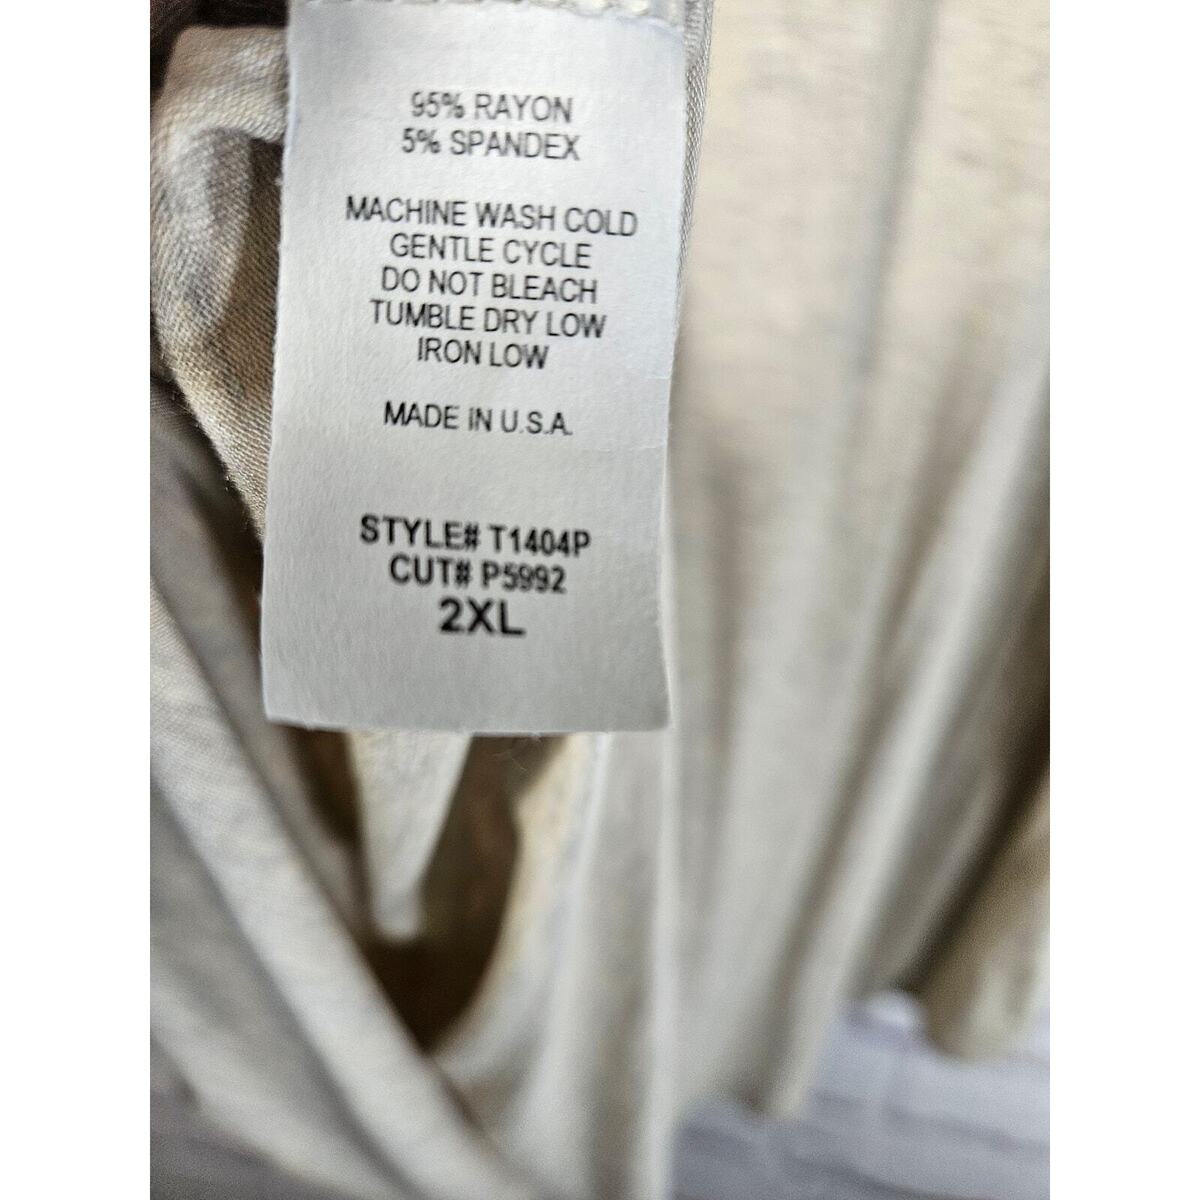 95% RAYON
5% SPANDEX
MACHINE WASH COLD
GENTLE CYCLE
DO NOT BLEACH
TUMBLE DRY LOW
IRON LOW
MADE IN U.S.A.
STYLE# T1404P
CUT# P5992
2XL